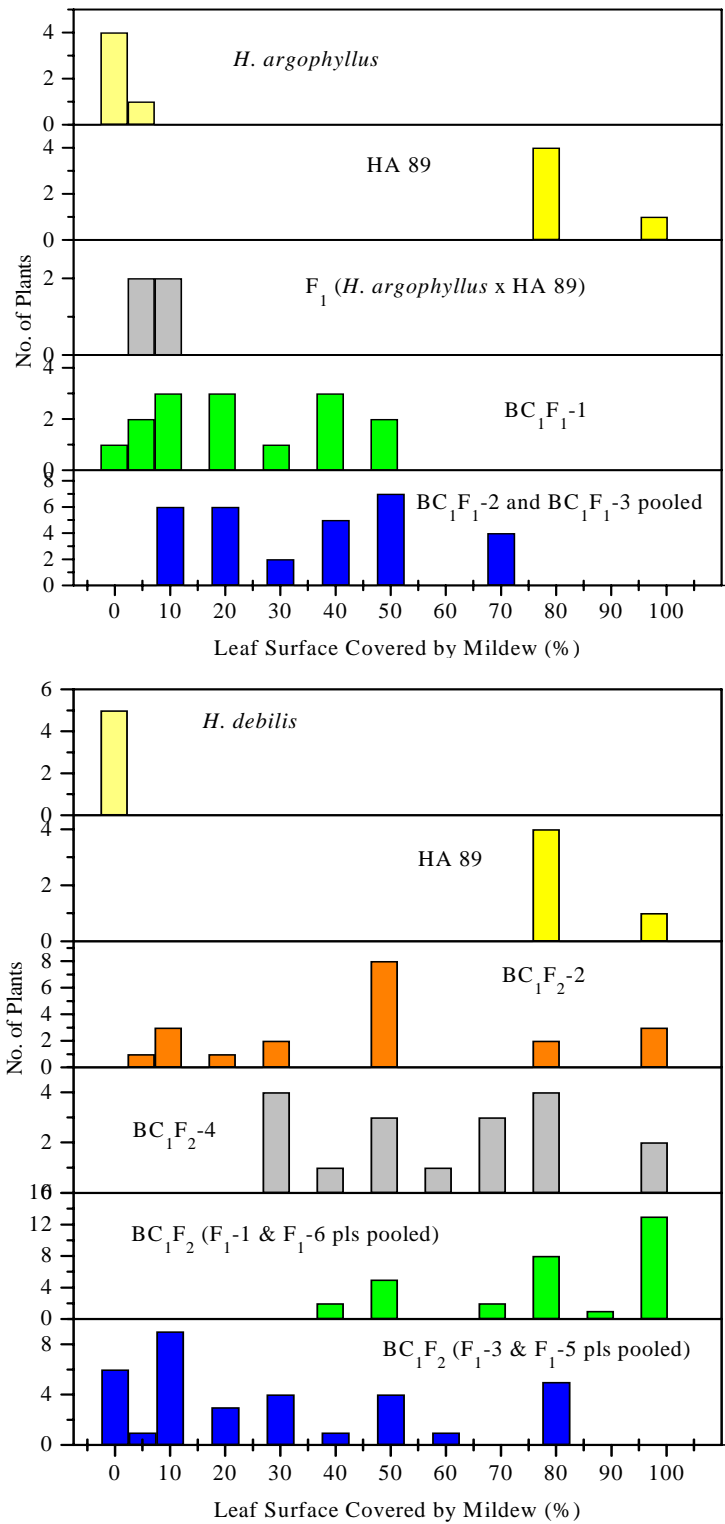 4
2
0
H. argophyllus
4
2
0
HA 89
2
0
F1 (H. argophyllus x HA 89)
4
2
0
BC1F1-1
8
6
4
2
0
BC1F1-2 and BC1F1-3 pooled
No. of Plants
0 10 20 30 40 50 60 70 80 90 100
Leaf Surface Covered by Mildew (%)
6
4
2
0
H. debilis
4
2
0
HA 89
8
6
4
2
0
BC1F2-2
4
2
0
BC1F2-4
16
12
8
4
0
BC1F2 (F1-1 & F1-6 pls pooled)
8
4
0
BC1F2 (F1-3 & F1-5 pls pooled)
No. of Plants
0 10 20 30 40 50 60 70 80 90 100
Leaf Surface Covered by Mildew (%)